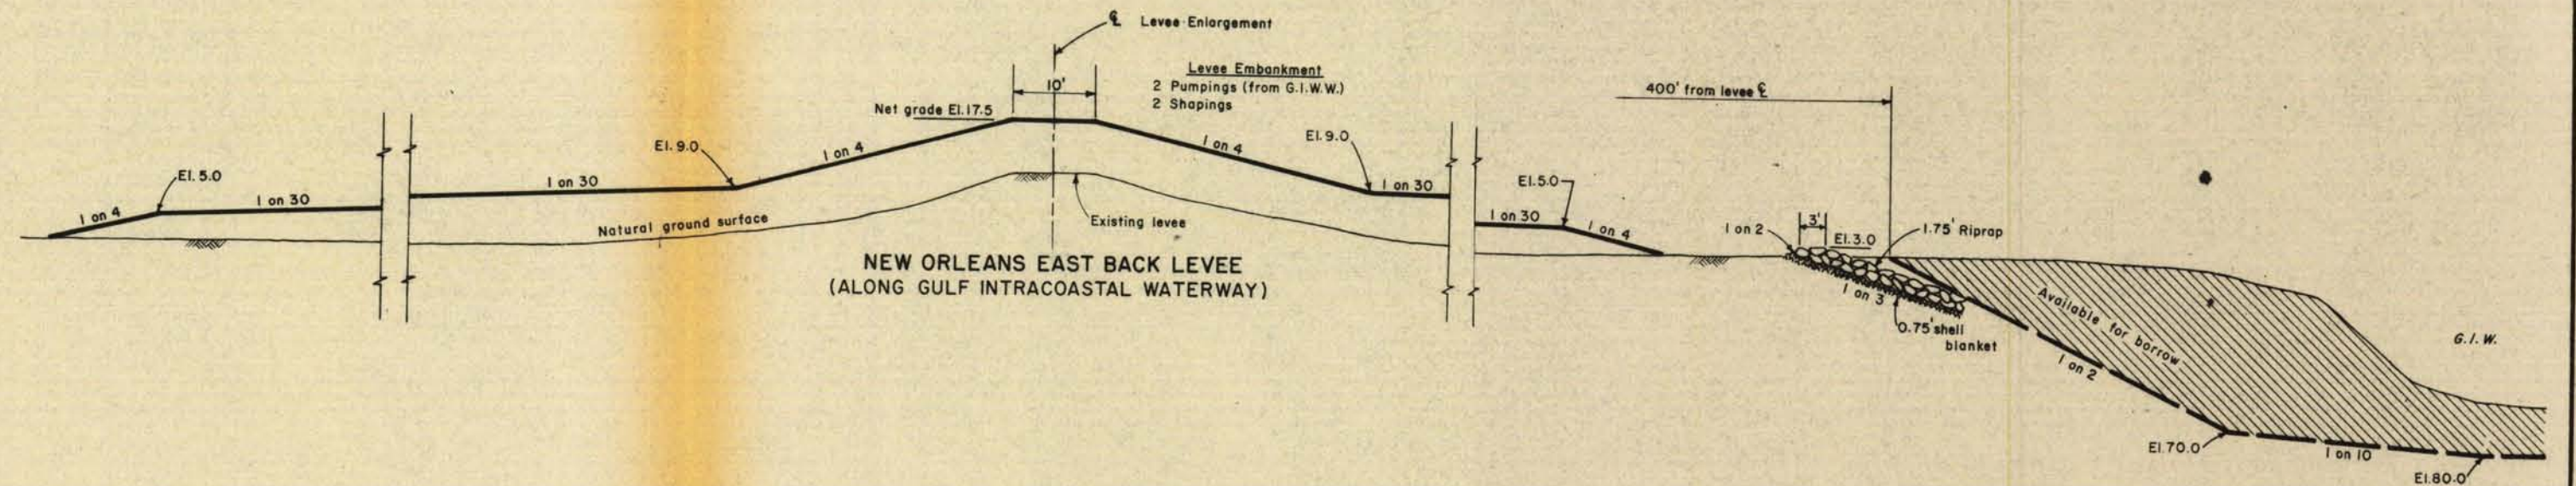 ℄ Levee Enlargement
Levee Embankment
2 Pumpings (from G.I.W.W.)
2 Shapings
10'
Net grade El.17.5
400' from levee ℄
El.9.0
1 on 4
1 on 4
El.9.0
El.5.0
1 on 4
1 on 30
1 on 30
1 on 30
El.5.0
1 on 30
1 on 4
Natural ground surface
Existing levee
1 on 2
3'
El.3.0
1.75' Riprap
1 on 3
0.75' shell
blanket
Available for borrow
1 on 2
G.I.W.
El.70.0
1 on 10
El.80.0
NEW ORLEANS EAST BACK LEVEE
(ALONG GULF INTRACOASTAL WATERWAY)